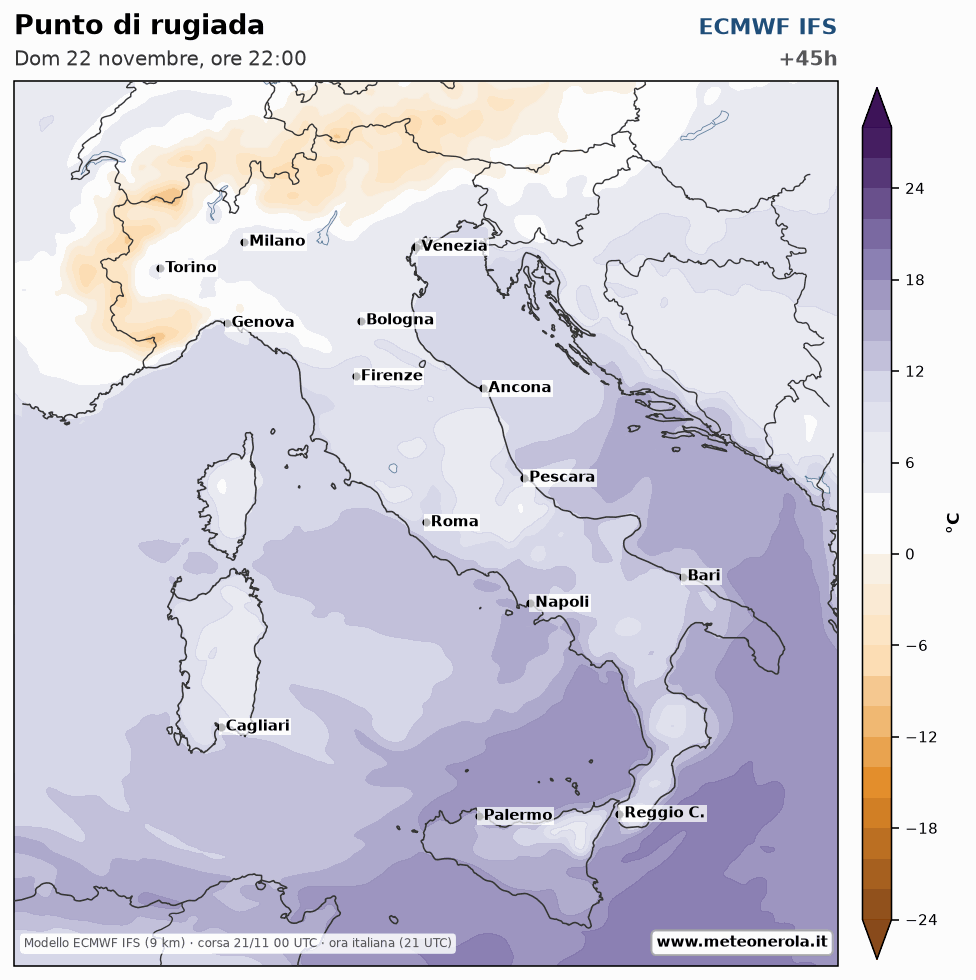 Punto di rugiada
ECMWF IFS
Dom 22 novembre, ore 22:00
+45h
Milano
Venezia
Torino
Genova
Bologna
Firenze
Ancona
Pescara
Roma
Bari
Napoli
Cagliari
Palermo
Reggio C.
24
18
12
6
0
−6
−12
−18
−24
°C
Modello ECMWF IFS (9 km) · corsa 21/11 00 UTC · ora italiana (21 UTC)
www.meteonerola.it